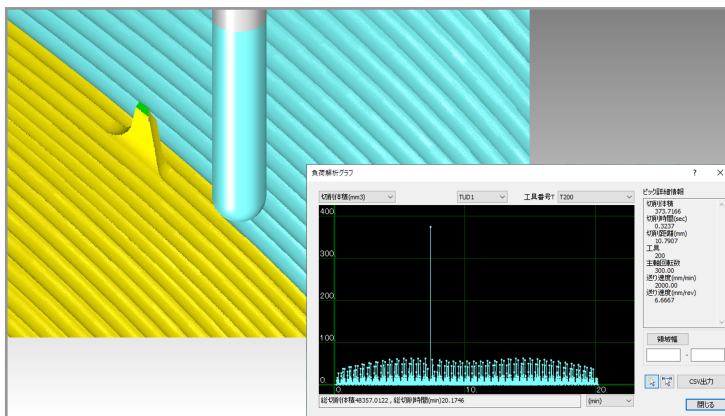 負荷解析グラフ
? ×
切削体積(mm3) TUD1 工具番号T T200
400
300
200
100
0
0 10 20
総切削体積48357.0122 , 総切削時間(min)20.1746
(min)
ピック詳細情報
切削体積
373.7166
切削時間(sec)
0.3237
切削距離(mm)
10.7907
工具
200
主軸回転数
300.00
送り速度(mm/min)
2000.00
送り速度(mm/rev)
6.6667
領域幅
-
CSV出力
閉じる